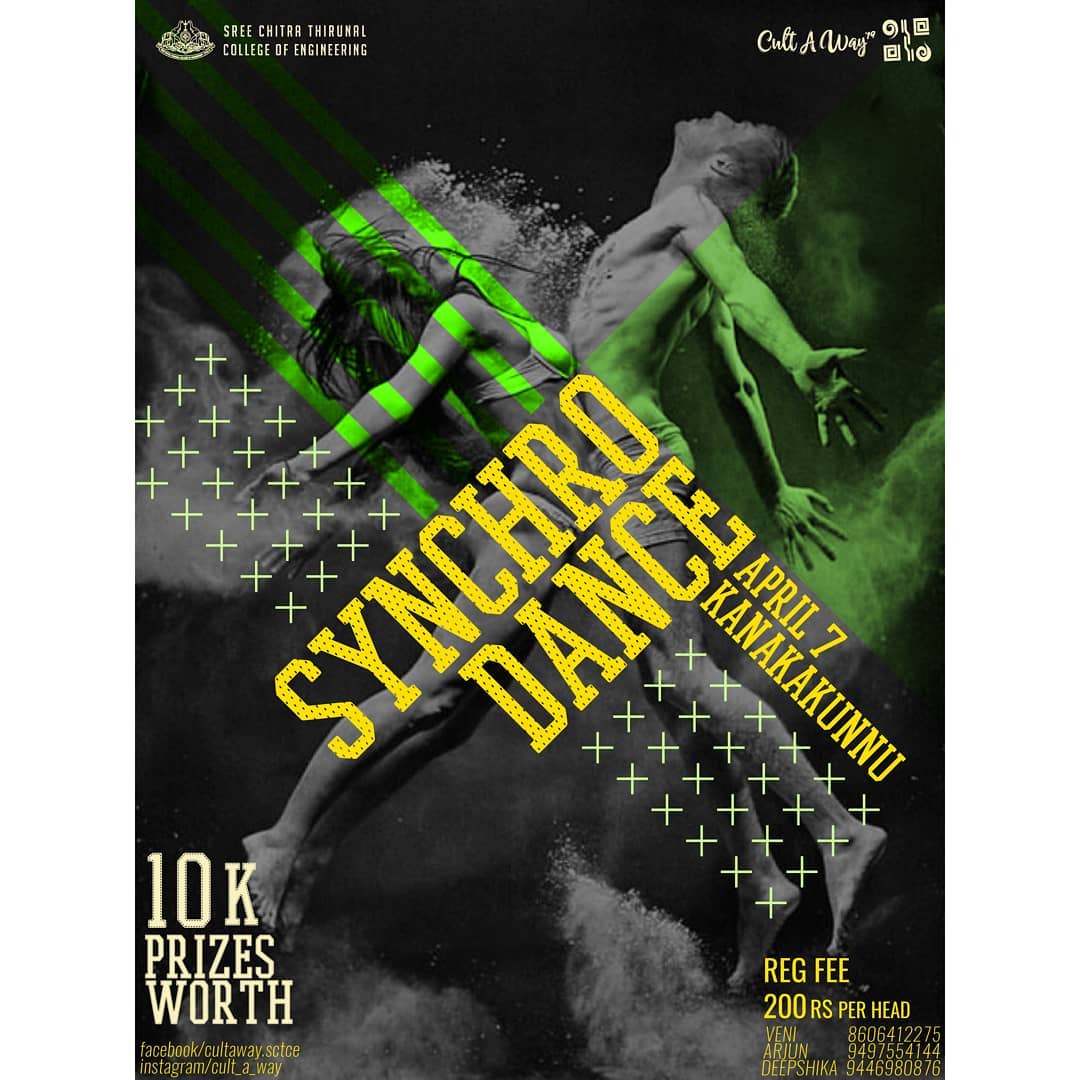 SREE CHITRA THIRUNAL
COLLEGE OF ENGINEERING
Cult A Way'19
SYNCHRO
DANCE
APRIL 7
KANAKAKUNNU
10K
PRIZES
WORTH
facebook/cultaway.sctce
instagram/cult_a_way
REG FEE
200 RS PER HEAD
VENI 8606412275
ARJUN 9497554144
DEEPSHIKA 9446980876